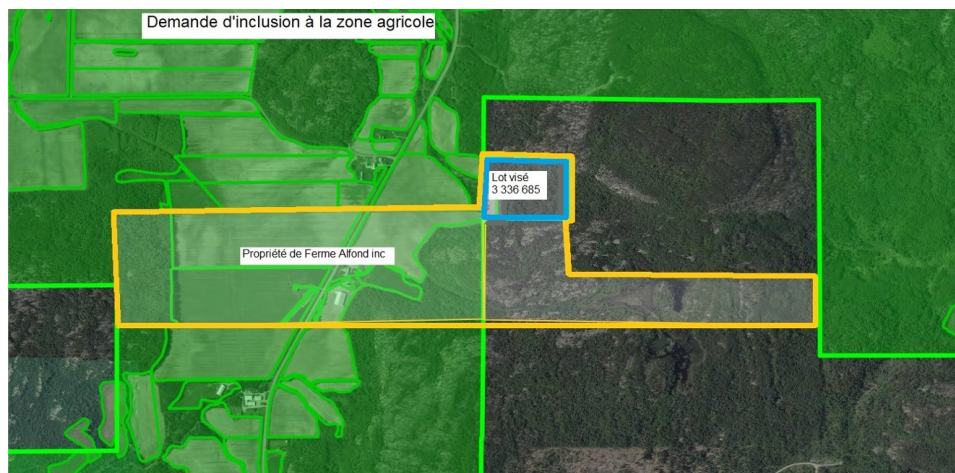 Demande d'inclusion à la zone agricole
Lot visé
3 336 685
Propriété de Ferme Alfond inc